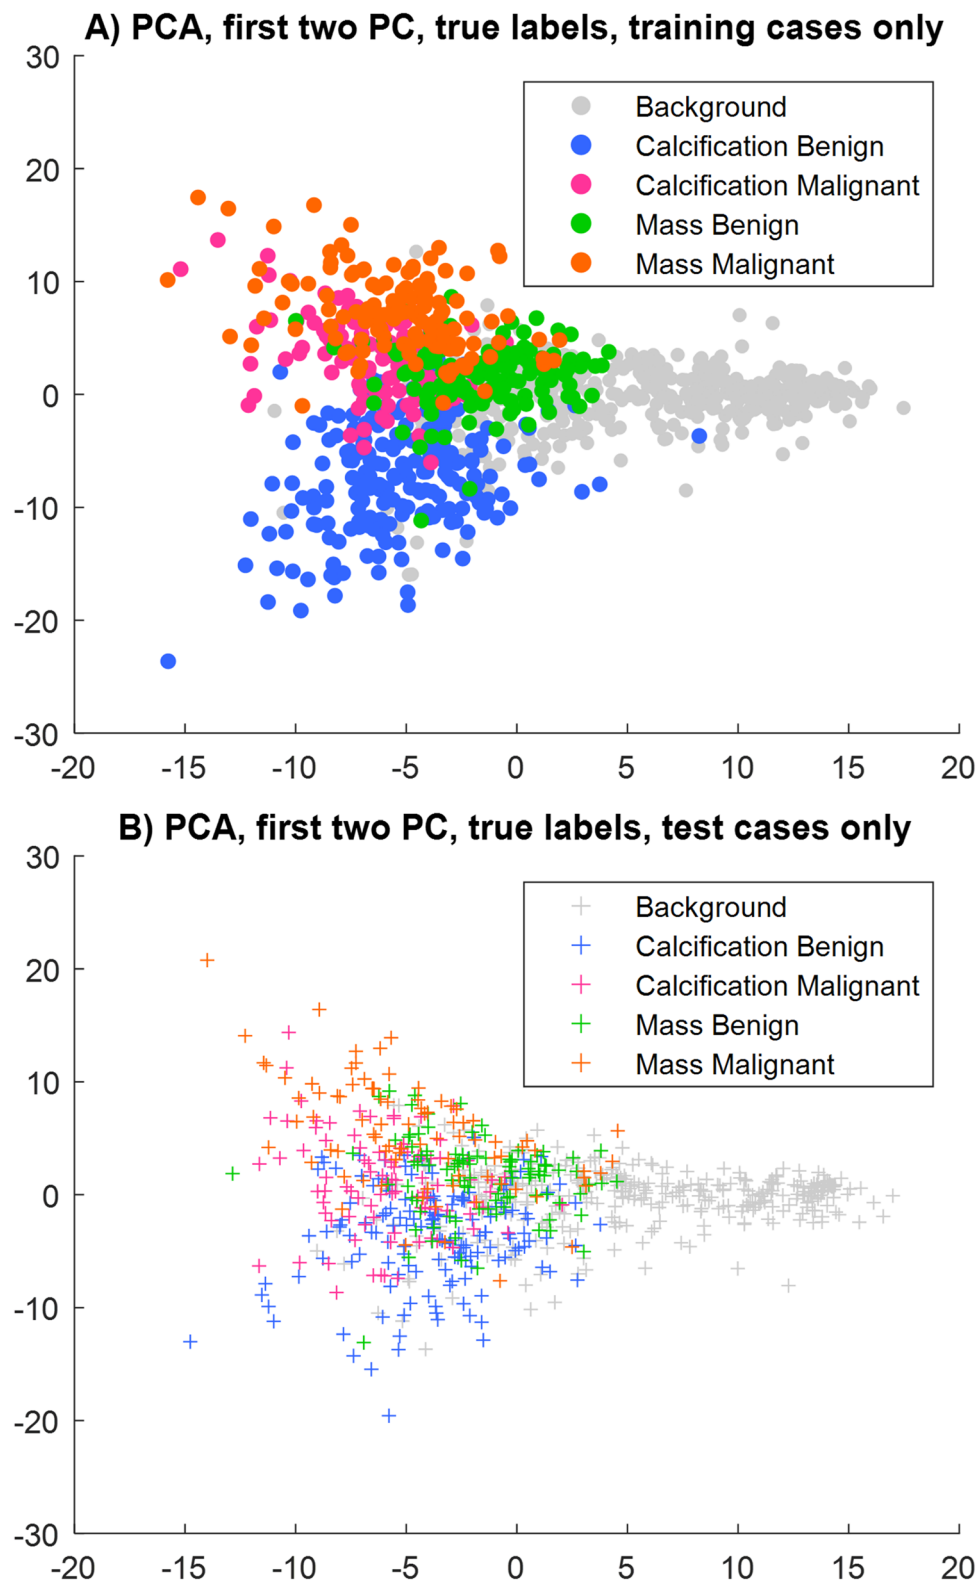 A) PCA, first two PC, true labels, training cases only
30
Background
Calcification Benign
20
Calcification Malignant
Mass Benign
Mass Malignant
10
0
-10
-20
-30
-20 -15 -10 -5 0 5 10 15 20
B) PCA, first two PC, true labels, test cases only
30
Background
Calcification Benign
20
Calcification Malignant
Mass Benign
Mass Malignant
10
0
-10
-20
-30
-20 -15 -10 -5 0 5 10 15 20